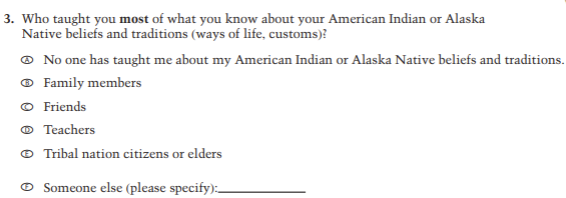 3. Who taught you most of what you know about your American Indian or Alaska
Native beliefs and traditions (ways of life, customs)?
Ⓐ No one has taught me about my American Indian or Alaska Native beliefs and traditions.
Ⓑ Family members
Ⓒ Friends
Ⓓ Teachers
Ⓔ Tribal nation citizens or elders
Ⓕ Someone else (please specify):